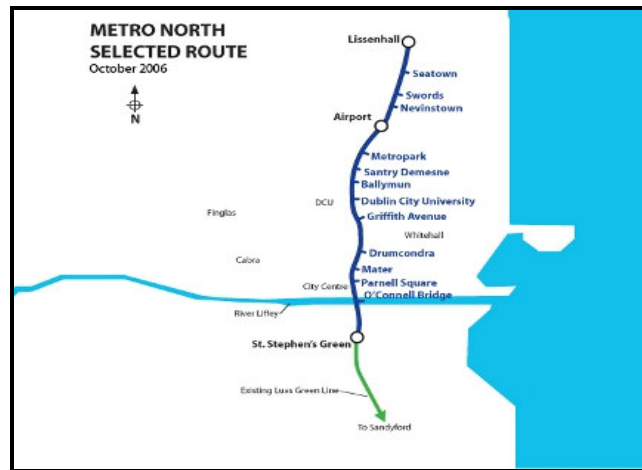 METRO NORTH
SELECTED ROUTE
October 2006
N
Lissenhall
Seatown
Swords
Nevinstown
Airport
Metropark
Santry Demesne
Ballymun
DCU
Dublin City University
Finglas
Griffith Avenue
Whitehall
Drumcondra
Cabra
Mater
City Centre
Parnell Square
O'Connell Bridge
River Liffey
St. Stephen's Green
Existing Luas Green Line
To Sandyford